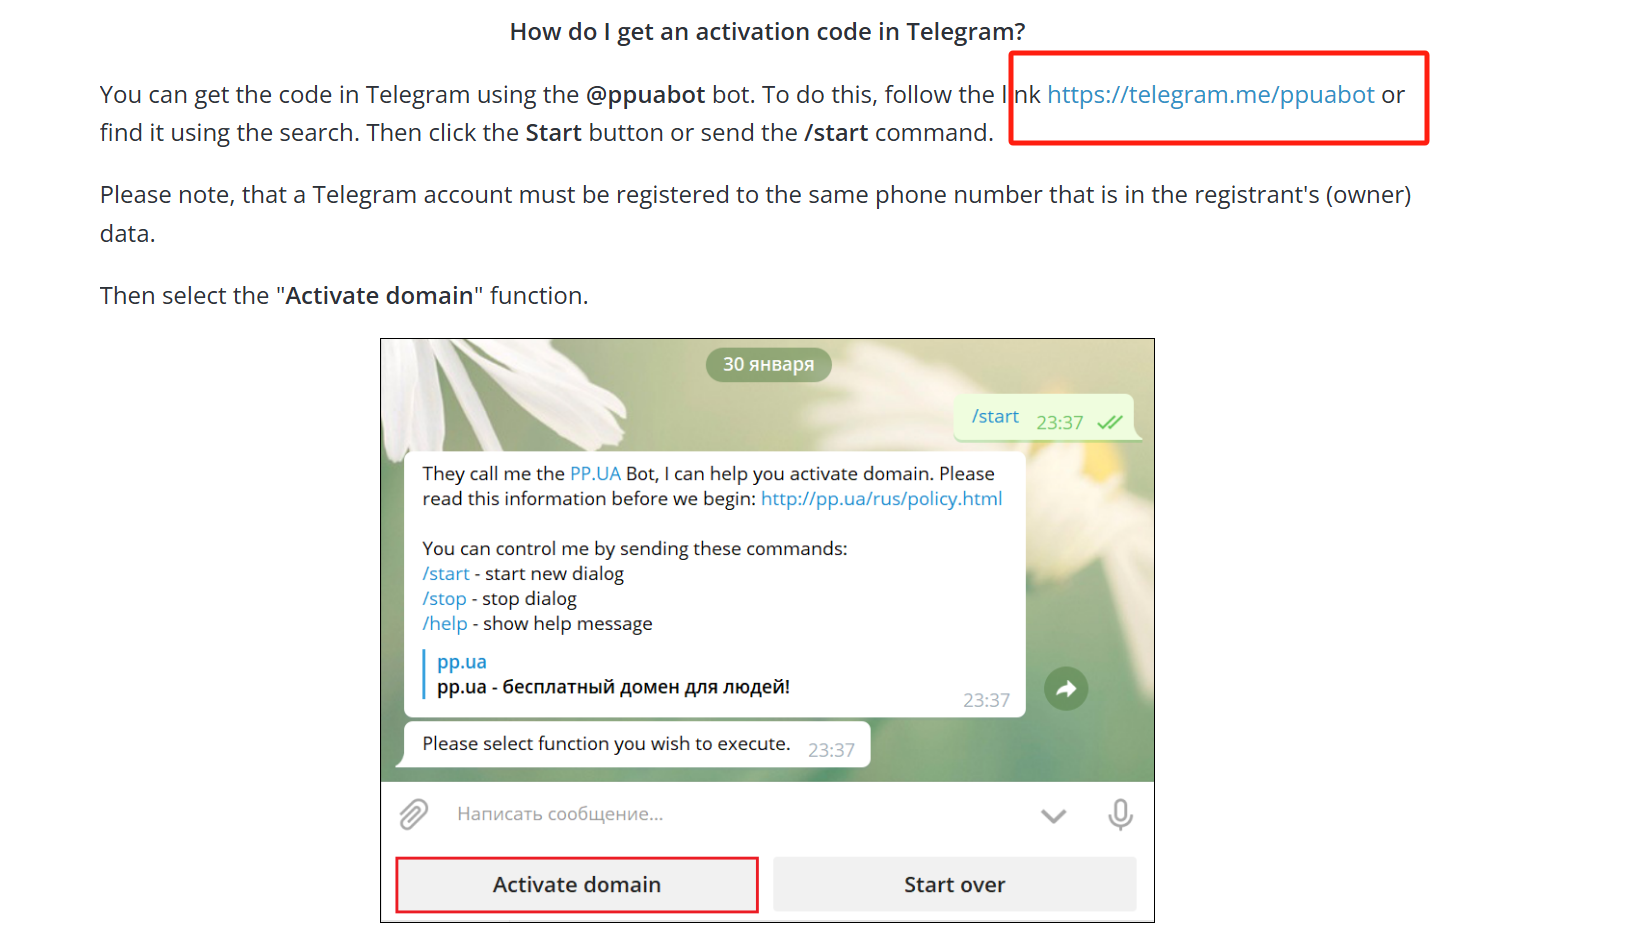 How do I get an activation code in Telegram?
You can get the code in Telegram using the @ppuabot bot. To do this, follow the link https://telegram.me/ppuabot or
find it using the search. Then click the Start button or send the /start command.
Please note, that a Telegram account must be registered to the same phone number that is in the registrant's (owner)
data.
Then select the "Activate domain" function.
30 января
/start 23:37
They call me the PP.UA Bot, I can help you activate domain. Please
read this information before we begin: http://pp.ua/rus/policy.html
You can control me by sending these commands:
/start - start new dialog
/stop - stop dialog
/help - show help message
pp.ua
pp.ua - бесплатный домен для людей!
23:37
Please select function you wish to execute. 23:37
Написать сообщение...
Activate domain Start over